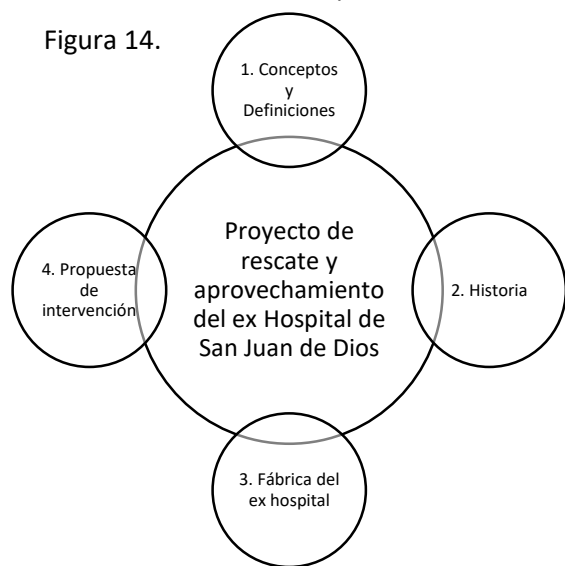 Figura 14.
1. Conceptos
y
Definiciones
Proyecto de
rescate y
aprovechamiento
del ex Hospital de
San Juan de Dios
4. Propuesta
de
intervención
2. Historia
3. Fábrica del
ex hospital